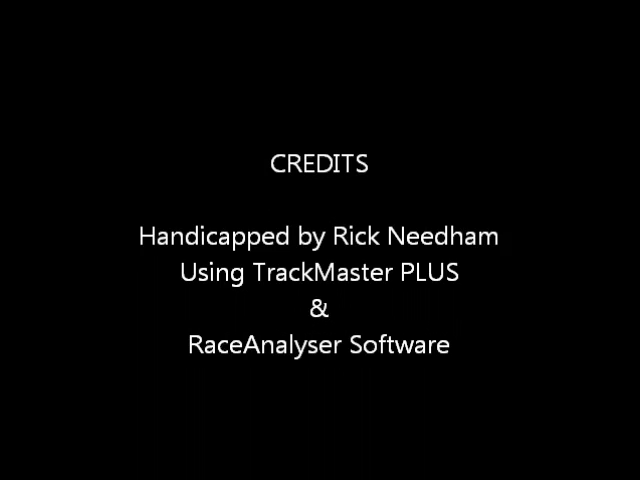 CREDITS
Handicapped by Rick Needham
Using TrackMaster PLUS
&
RaceAnalyser Software